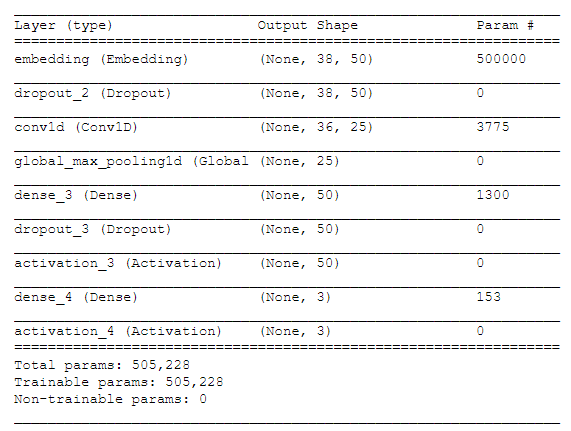 Layer (type)                 Output Shape              Param #
=================================================================
embedding (Embedding)        (None, 38, 50)            500000
_________________________________________________________________
dropout_2 (Dropout)          (None, 38, 50)            0
_________________________________________________________________
conv1d (Conv1D)              (None, 36, 25)            3775
_________________________________________________________________
global_max_pooling1d (Global (None, 25)                0
_________________________________________________________________
dense_3 (Dense)              (None, 50)                1300
_________________________________________________________________
dropout_3 (Dropout)          (None, 50)                0
_________________________________________________________________
activation_3 (Activation)    (None, 50)                0
_________________________________________________________________
dense_4 (Dense)              (None, 3)                 153
_________________________________________________________________
activation_4 (Activation)    (None, 3)                 0
=================================================================
Total params: 505,228
Trainable params: 505,228
Non-trainable params: 0
_________________________________________________________________